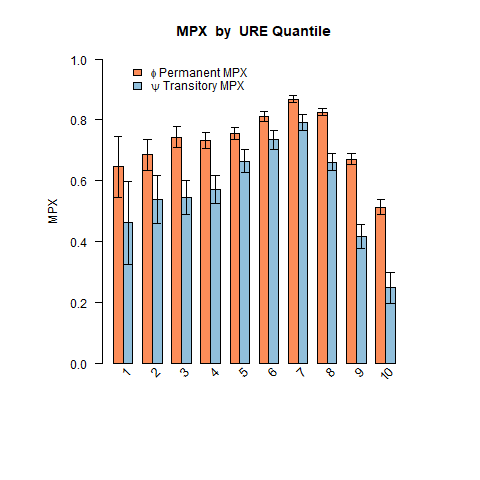 MPX by URE Quantile
ϕ Permanent MPX
ψ Transitory MPX
MPX
1.0
0.8
0.6
0.4
0.2
0.0
1 2 3 4 5 6 7 8 9 10